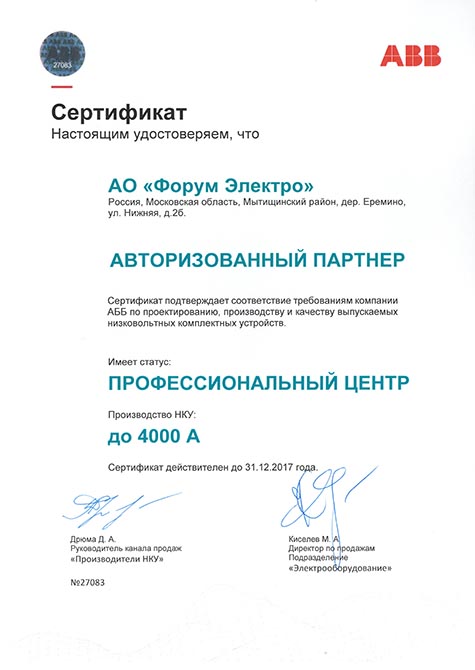 27083
ABB
Сертификат
Настоящим удостоверяем, что
АО «Форум Электро»
Россия, Московская область, Мытищинский район, дер. Еремино,
ул. Нижняя, д.2б.
АВТОРИЗОВАННЫЙ ПАРТНЕР
Сертификат подтверждает соответствие требованиям компании
АББ по проектированию, производству и качеству выпускаемых
низковольтных комплектных устройств.
Имеет статус:
ПРОФЕССИОНАЛЬНЫЙ ЦЕНТР
Производство НКУ:
до 4000 А
Сертификат действителен до 31.12.2017 года.
Дрюма Д. А.
Руководитель канала продаж
«Производители НКУ»
Киселев М. А.
Директор по продажам
Подразделение
«Электрооборудование»
№27083